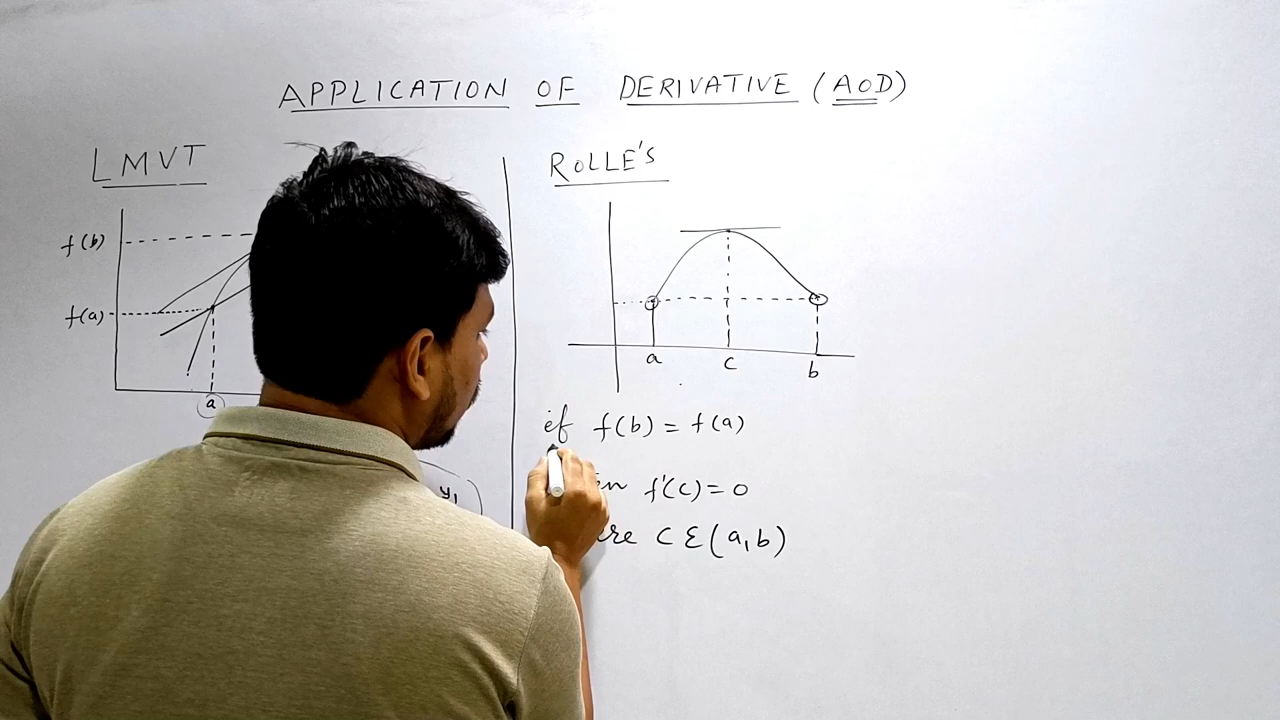 APPLICATION OF DERIVATIVE (AOD)
LMVT
f(b)
f(a)
a
y₁
ROLLE'S
a c b
if f(b) = f(a)
f'(c) = 0
c ε (a, b)